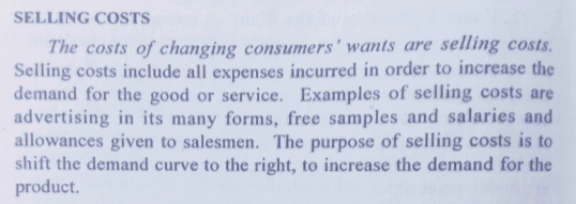 SELLING COSTS
The costs of changing consumers' wants are selling costs.
Selling costs include all expenses incurred in order to increase the
demand for the good or service. Examples of selling costs are
advertising in its many forms, free samples and salaries and
allowances given to salesmen. The purpose of selling costs is to
shift the demand curve to the right, to increase the demand for the
product.